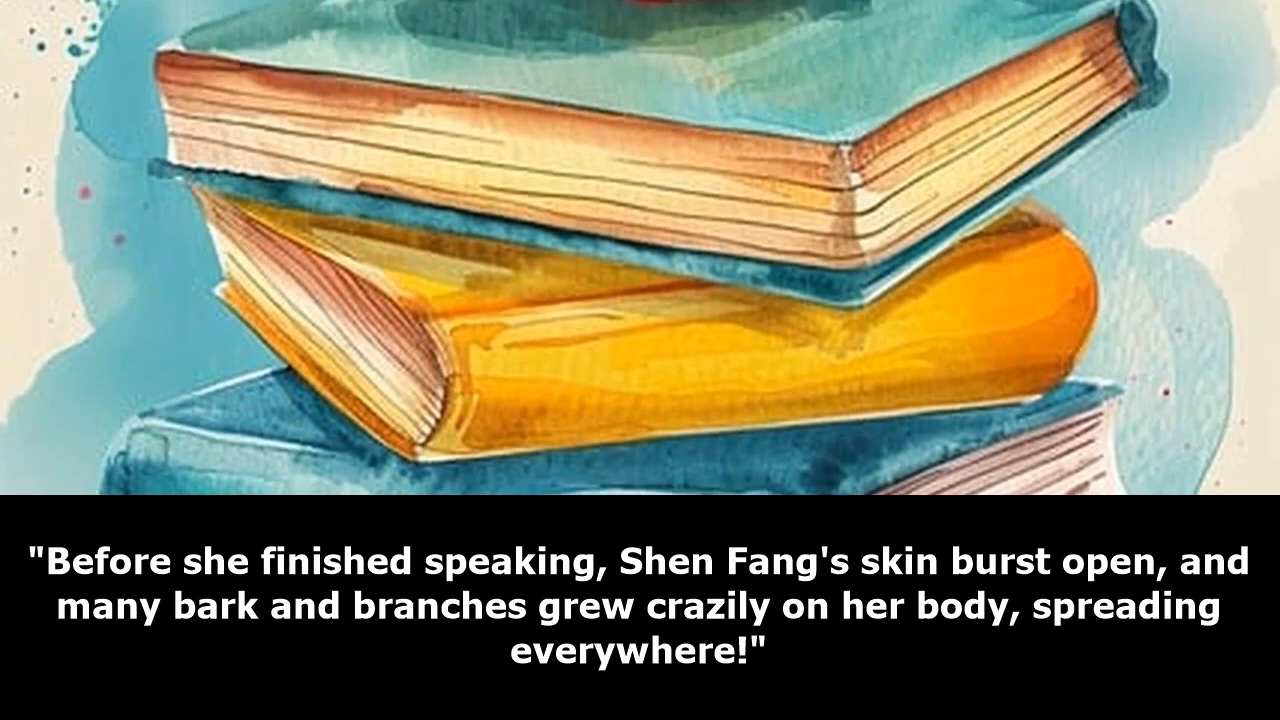 "Before she finished speaking, Shen Fang's skin burst open, and
many bark and branches grew crazily on her body, spreading
everywhere!"